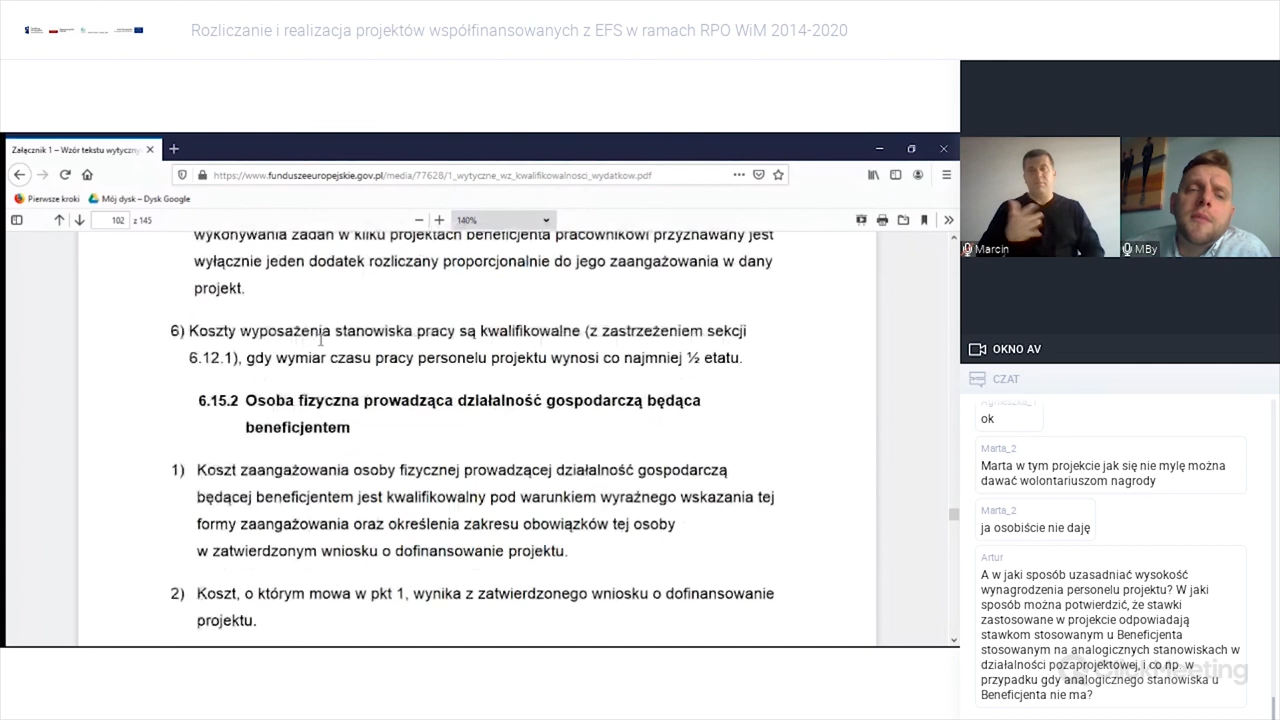 Rozliczanie i realizacja projektów współfinansowanych z EFS w ramach RPO WiM 2014-2020
Załącznik 1 – Wzór tekstu wytyczny
https://www.funduszeeuropejskie.gov.pl/media/77628/1_wytyczne_wz_kwalifikowalnosci_wydatkow.pdf
Pierwsze kroki
Mój dysk – Dysk Google
102
z 145
140%
wykonywania zadań w kilku projektach beneficjenta pracownikowi przyznawany jest
wyłącznie jeden dodatek rozliczany proporcjonalnie do jego zaangażowania w dany
projekt.
6) Koszty wyposażenia stanowiska pracy są kwalifikowalne (z zastrzeżeniem sekcji
6.12.1), gdy wymiar czasu pracy personelu projektu wynosi co najmniej ½ etatu.
6.15.2 Osoba fizyczna prowadząca działalność gospodarczą będąca
beneficjentem
1) Koszt zaangażowania osoby fizycznej prowadzącej działalność gospodarczą
będącej beneficjentem jest kwalifikowalny pod warunkiem wyraźnego wskazania tej
formy zaangażowania oraz określenia zakresu obowiązków tej osoby
w zatwierdzonym wniosku o dofinansowanie projektu.
2) Koszt, o którym mowa w pkt 1, wynika z zatwierdzonego wniosku o dofinansowanie
projektu.
Marcin
MBy
OKNO AV
CZAT
Agnieszka_1
ok
Marta_2
Marta w tym projekcie jak się nie mylę można
dawać wolontariuszom nagrody
Marta_2
ja osobiście nie daję
Artur
A w jaki sposób uzasadniać wysokość
wynagrodzenia personelu projektu? W jaki
sposób można potwierdzić, że stawki
zastosowane w projekcie odpowiadają
stawkom stosowanym u Beneficjenta
stosowanym na analogicznych stanowiskach w
działalności pozaprojektowej, i co np. w
przypadku gdy analogicznego stanowiska u
Beneficjenta nie ma?
ClickMeeting